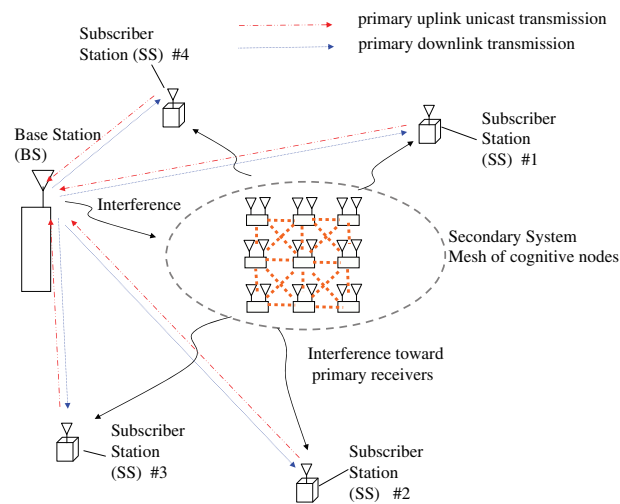 primary uplink unicast transmission
primary downlink transmission
Subscriber
Station (SS) #4
Base Station
(BS)
Subscriber
Station
(SS) #1
Interference
Secondary System
Mesh of cognitive nodes
Interference toward
primary receivers
Subscriber
Station
(SS) #3
Subscriber
Station
(SS) #2